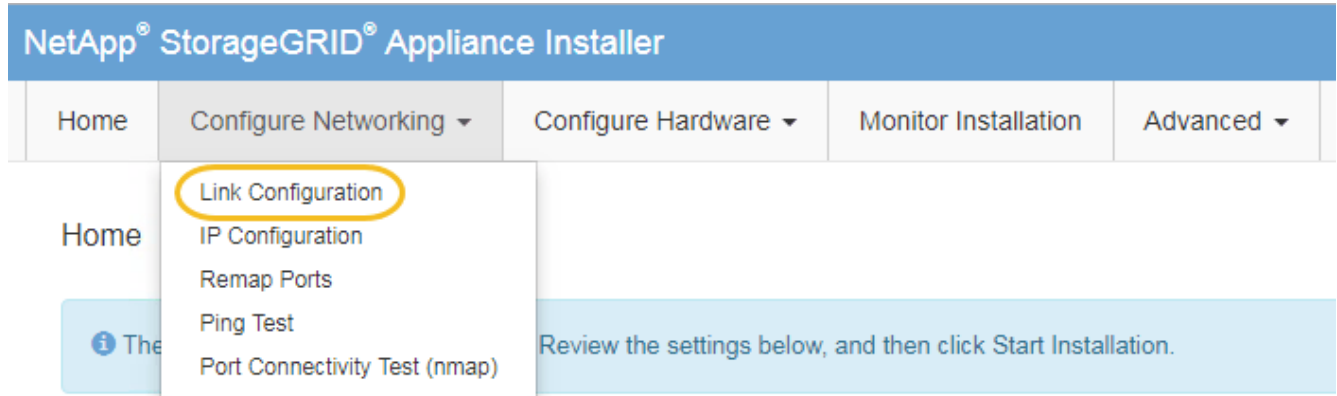 NetApp® StorageGRID® Appliance Installer
Home Configure Networking Configure Hardware Monitor Installation Advanced
Link Configuration
Home IP Configuration
Remap Ports
Ping Test
The Review the settings below, and then click Start Installation.
Port Connectivity Test (nmap)